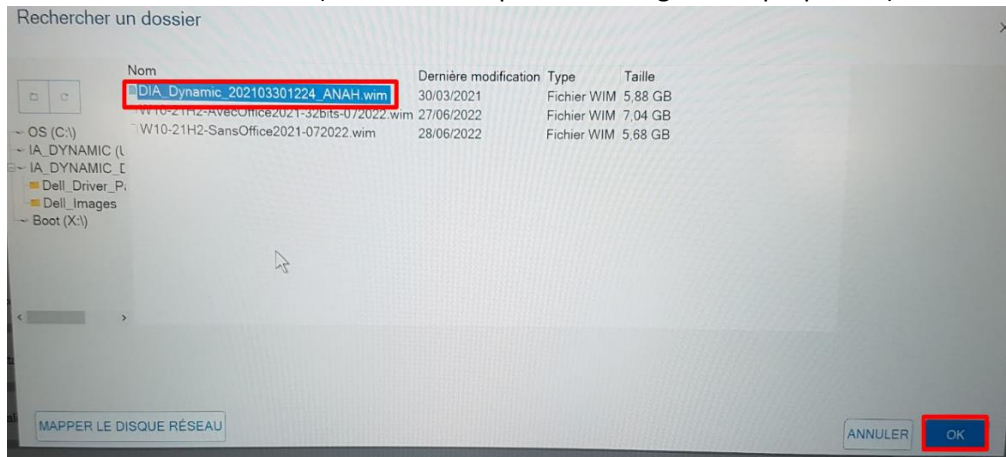 Rechercher un dossier
Nom Dernière modification Type Taille
DIA_Dynamic_202103301224_ANAH.wim 30/03/2021 Fichier WIM 5,88 GB
W10-21H2-AvecOffice2021-32bits-072022.wim 27/06/2022 Fichier WIM 7,04 GB
W10-21H2-SansOffice2021-072022.wim 28/06/2022 Fichier WIM 5,68 GB
OS (C:\)
IA_DYNAMIC (L
IA_DYNAMIC_D
Dell_Driver_P
Dell_Images
Boot (X:\)
MAPPER LE DISQUE RÉSEAU
ANNULER OK